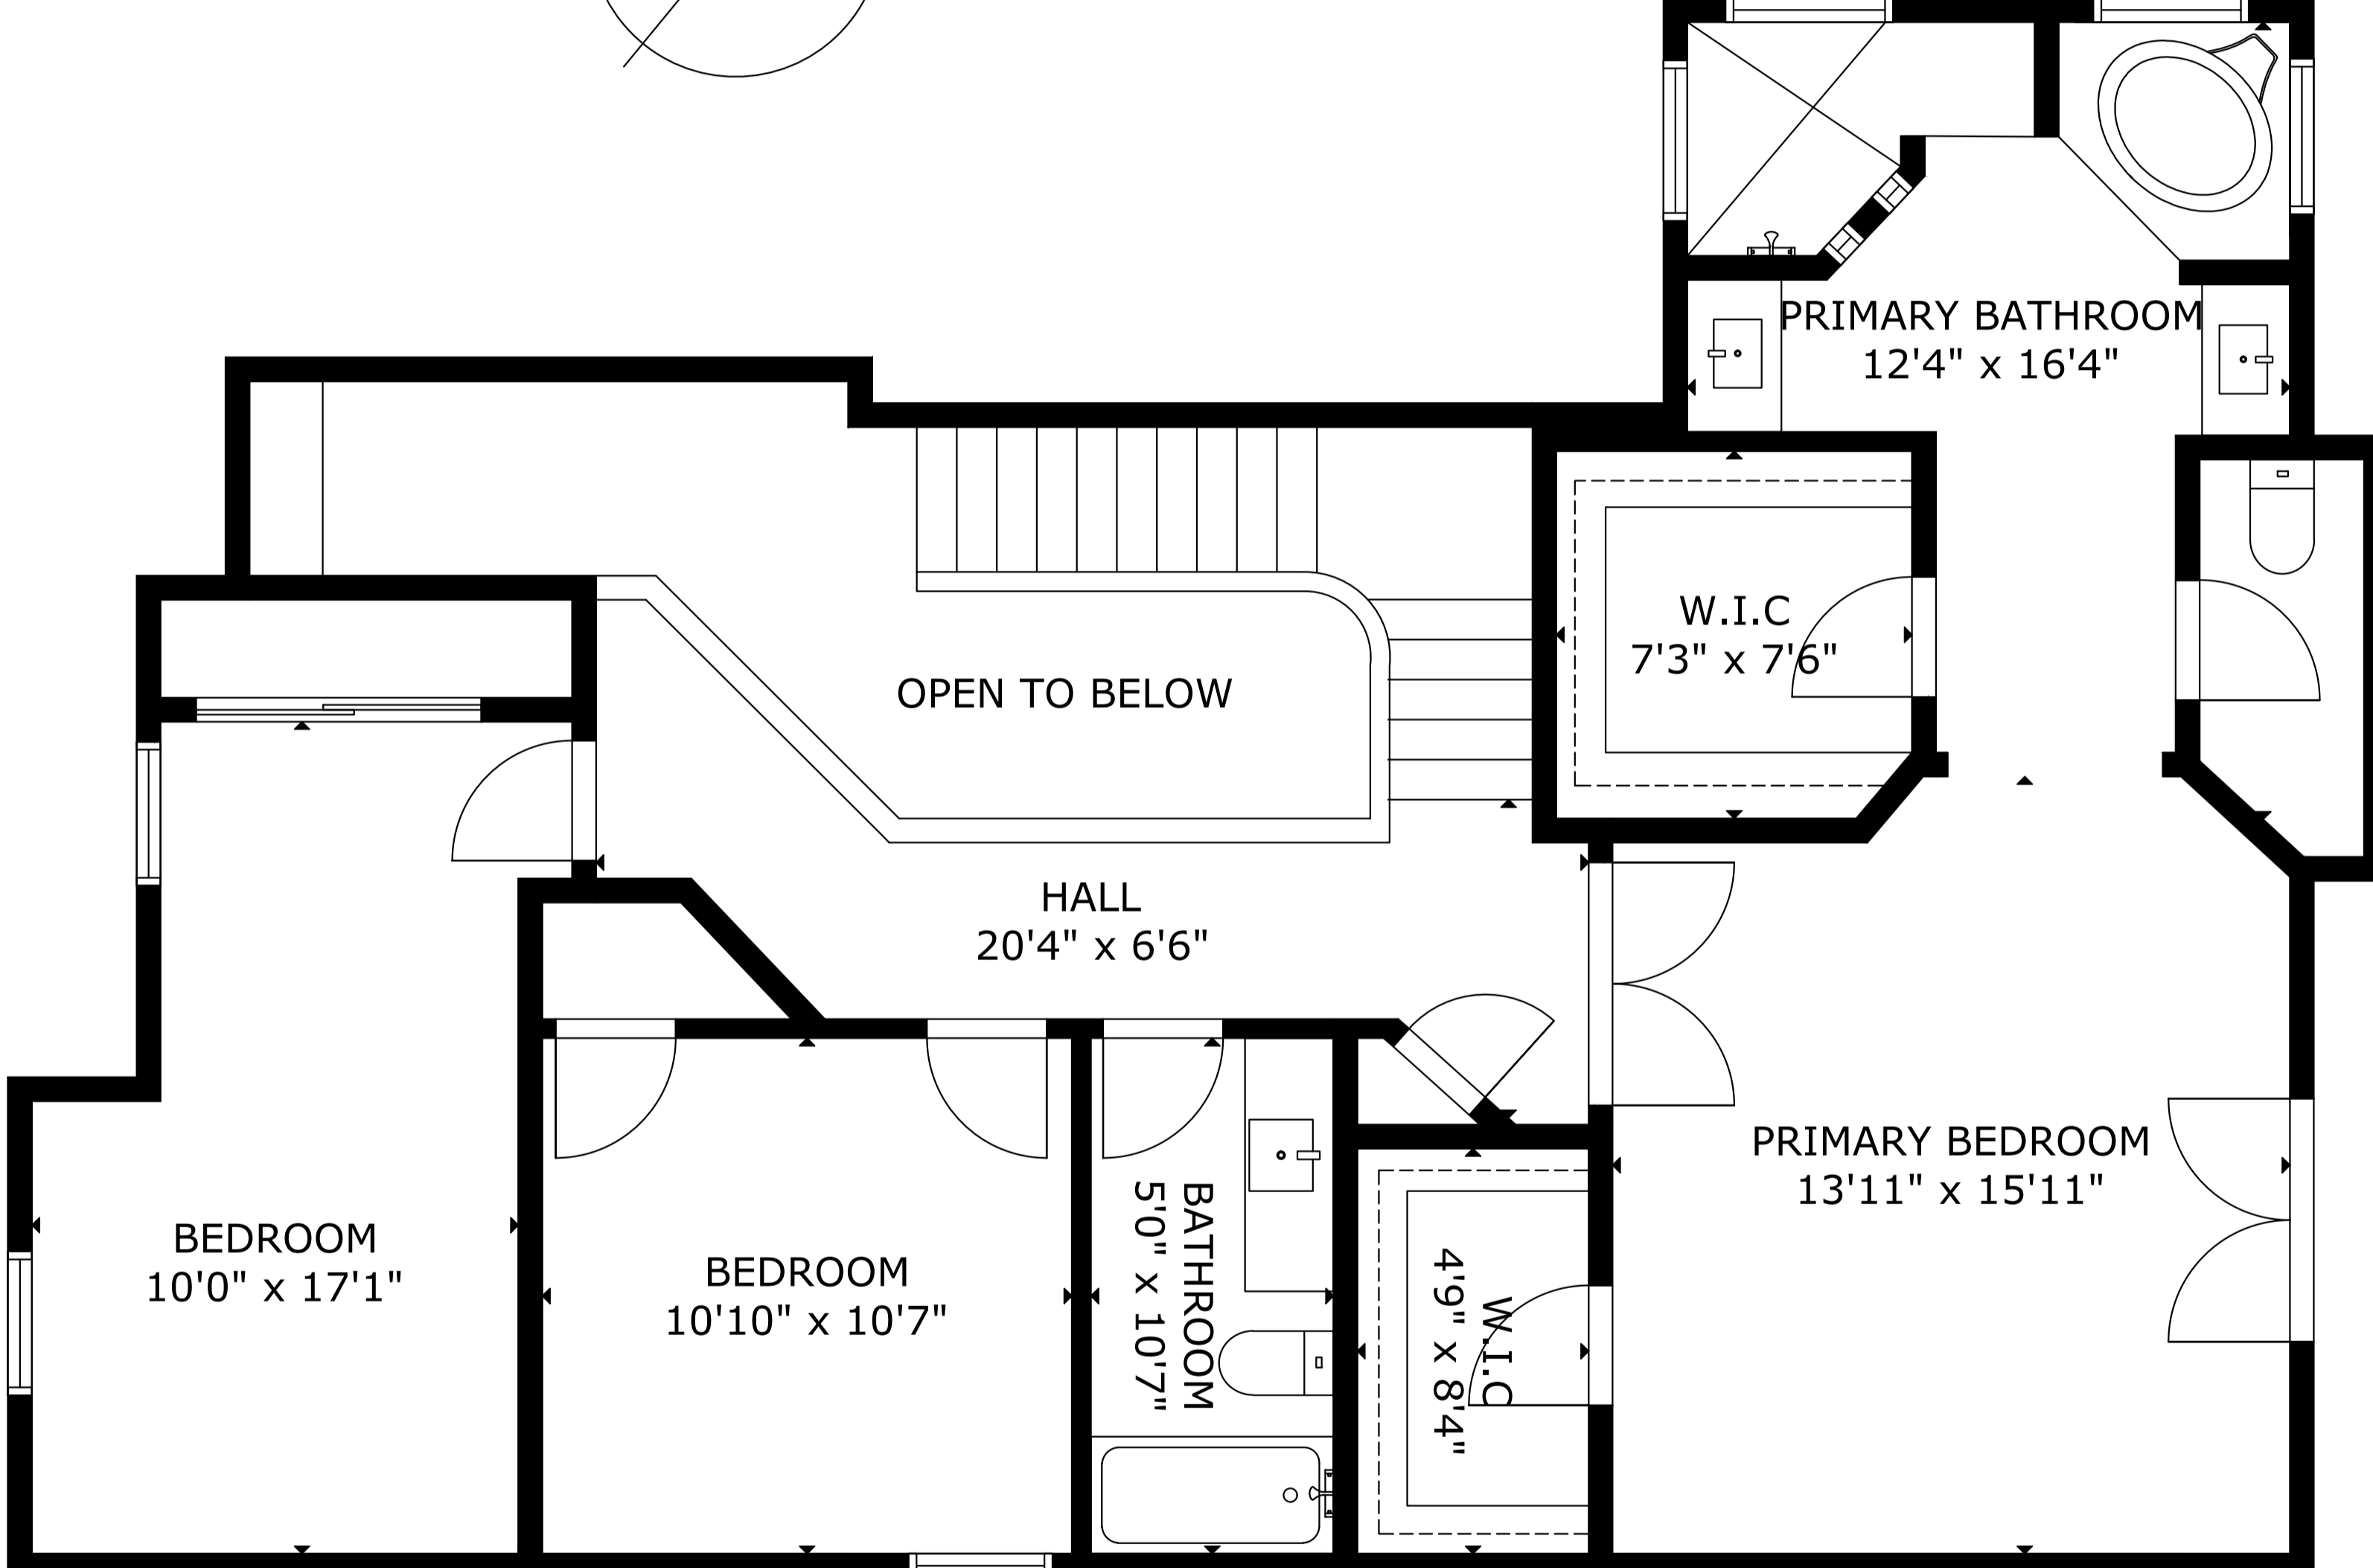 PRIMARY BATHROOM
12'4" x 16'4"
W.I.C
7'3" x 7'6"
OPEN TO BELOW
HALL
20'4" x 6'6"
PRIMARY BEDROOM
13'11" x 15'11"
BEDROOM
10'0" x 17'1"
BEDROOM
10'10" x 10'7"
BATHROOM
5'0" x 10'7"
W.I.C
4'9" x 8'4"